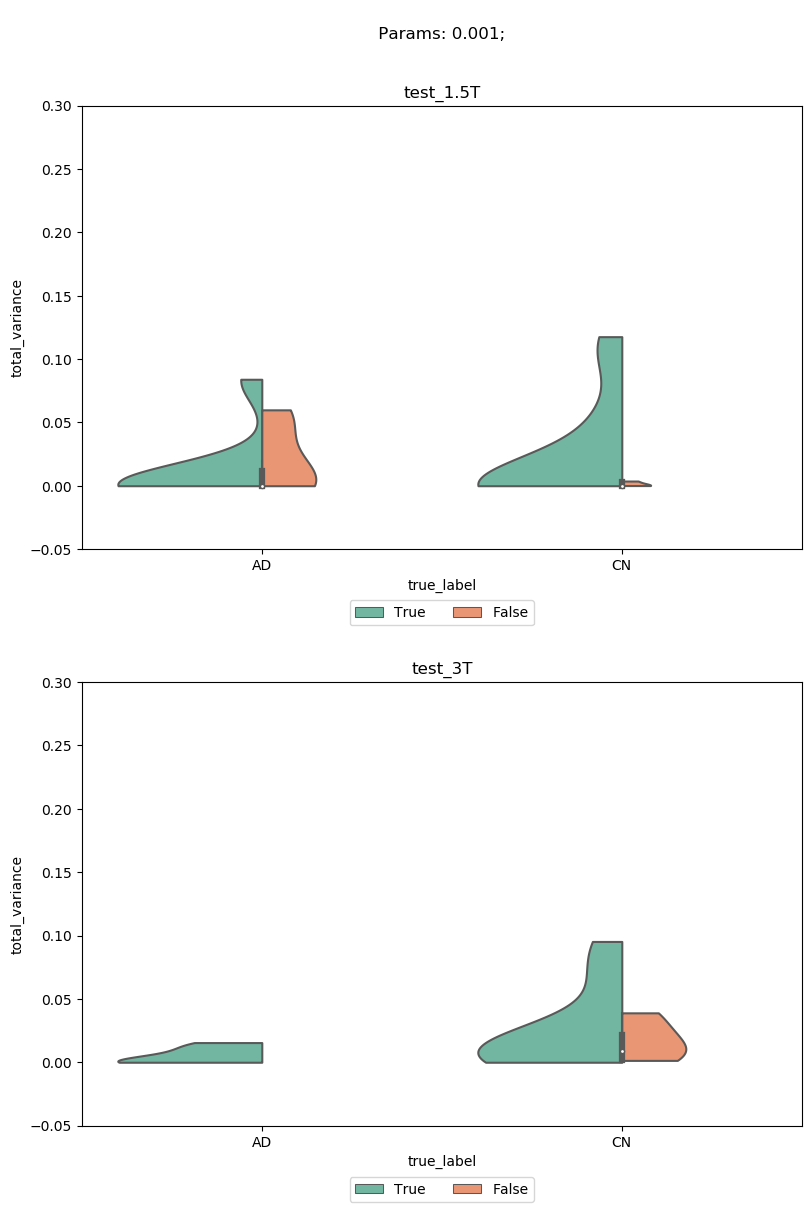 Params: 0.001;
test_1.5T
0.30
0.25
0.20
0.15
0.10
0.05
0.00
−0.05
total_variance
AD
CN
true_label
True
False
test_3T
0.30
0.25
0.20
0.15
0.10
0.05
0.00
−0.05
total_variance
AD
CN
true_label
True
False